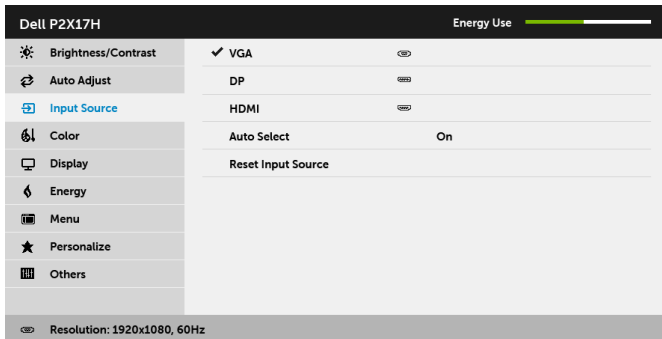 Dell P2X17H Energy Use
Brightness/Contrast VGA
Auto Adjust DP
Input Source HDMI
Color Auto Select On
Display Reset Input Source
Energy
Menu
Personalize
Others
Resolution: 1920x1080, 60Hz